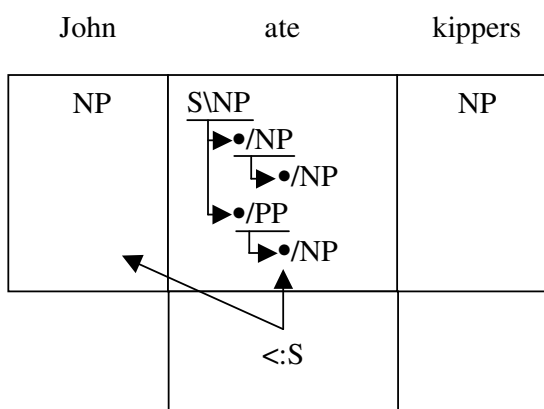 John ate kippers
NP S\NP NP
•/NP
•/NP
•/PP
•/NP
<:S